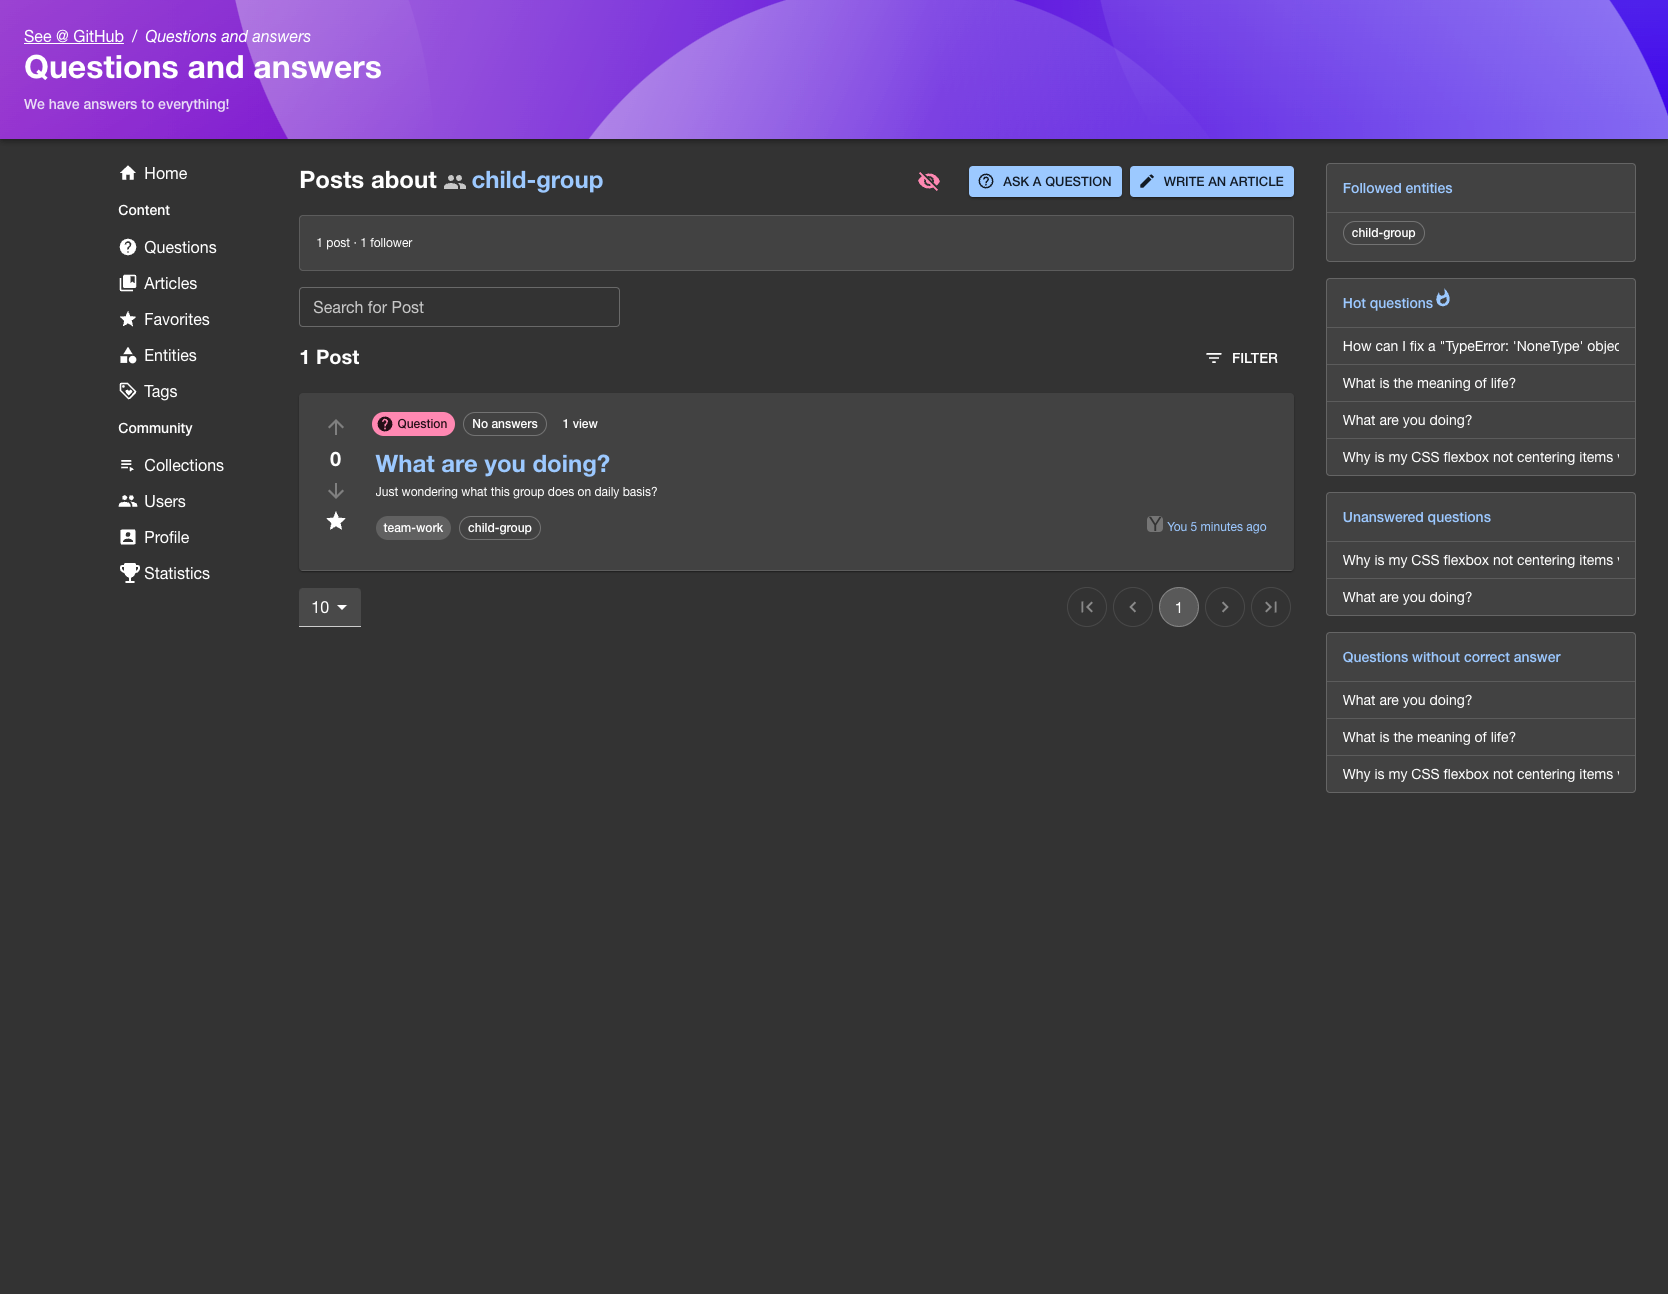 See @ GitHub / Questions and answers
Questions and answers
We have answers to everything!
Home
Content
Questions
Articles
Favorites
Entities
Tags
Community
Collections
Users
Profile
Statistics
Posts about child-group
ASK A QUESTION
WRITE AN ARTICLE
1 post · 1 follower
Search for Post
1 Post
FILTER
0
Question No answers 1 view
What are you doing?
Just wondering what this group does on daily basis?
team-work child-group
Y You 5 minutes ago
10
1
Followed entities
child-group
Hot questions
How can I fix a "TypeError: 'NoneType' objec
What is the meaning of life?
What are you doing?
Why is my CSS flexbox not centering items
Unanswered questions
Why is my CSS flexbox not centering items
What are you doing?
Questions without correct answer
What are you doing?
What is the meaning of life?
Why is my CSS flexbox not centering items